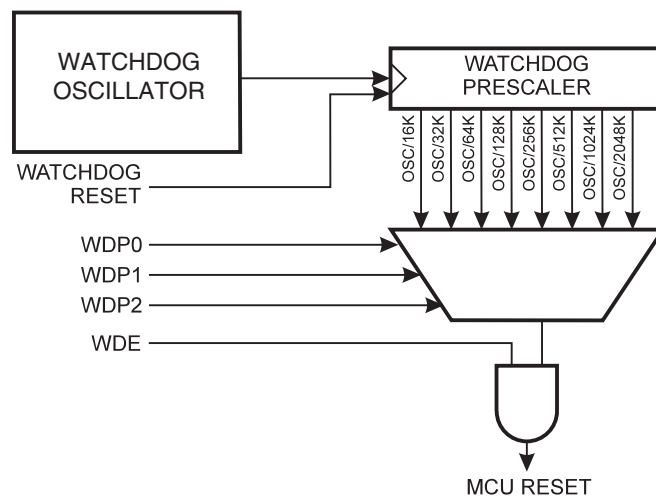 WATCHDOG
OSCILLATOR
WATCHDOG
PRESCALER
WATCHDOG
RESET
OSC/16K
OSC/32K
OSC/64K
OSC/128K
OSC/256K
OSC/512K
OSC/1024K
OSC/2048K
WDP0
WDP1
WDP2
WDE
MCU RESET